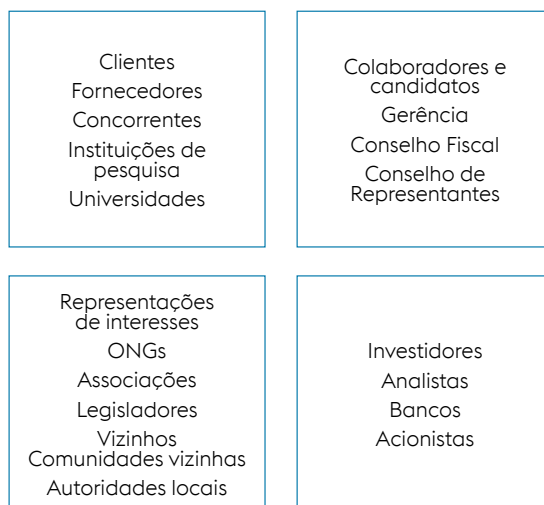 Clientes
Fornecedores
Concorrentes
Instituições de
pesquisa
Universidades
Colaboradores e
candidatos
Gerência
Conselho Fiscal
Conselho de
Representantes
Representações
de interesses
ONGs
Associações
Legisladores
Vizinhos
Comunidades vizinhas
Autoridades locais
Investidores
Analistas
Bancos
Acionistas